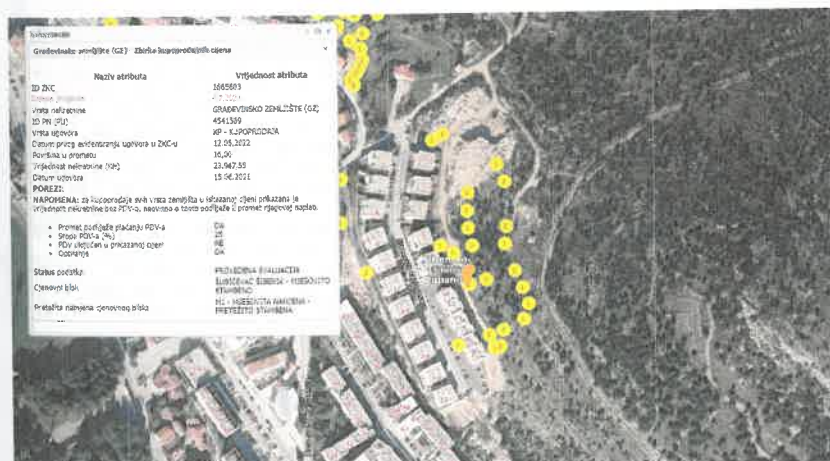 Građevinsko zemljište (GZ) - Zbirka kupoprodajnih cijena
Naziv atributa Vrijednost atributa
ID ZKC 1665603
Vrsta nekretnine GRAĐEVINSKO ZEMLJIŠTE (GZ)
ID PN (PU) 4541589
Vrsta ugovora KP - KUPOPRODAJA
Datum prvog evidentiranja ugovora u ZKC-u 12.05.2022
Površina u prometu 16,00
Vrijednost nekretnine (KN) 23.947,59
Datum ugovora 15.06.2021
POREZI:
NAPOMENA: za kupoprodaje svih vrsta zemljišta u iskazanoj cijeni prikazana je
vrijednost nekretnine bez PDV-a, neovisno o tome podliježe li promet njegovoj naplati.
Promet podliježe plaćanju PDV-a DA
Stopa PDV-a (%) 25
PDV uključen u prikazanoj cijeni NE
Oporavlje DA
Status podatka PROVEDENA EVALUACIJA
Cjenovni blok ŠUBIĆEVAC ŠIBENIK - MJEŠOVITO
STAMBENO
Pretežita namjena cjenovnog bloka M1 - MJEŠOVITA NAMJENA -
PRETEŽITO STAMBENA